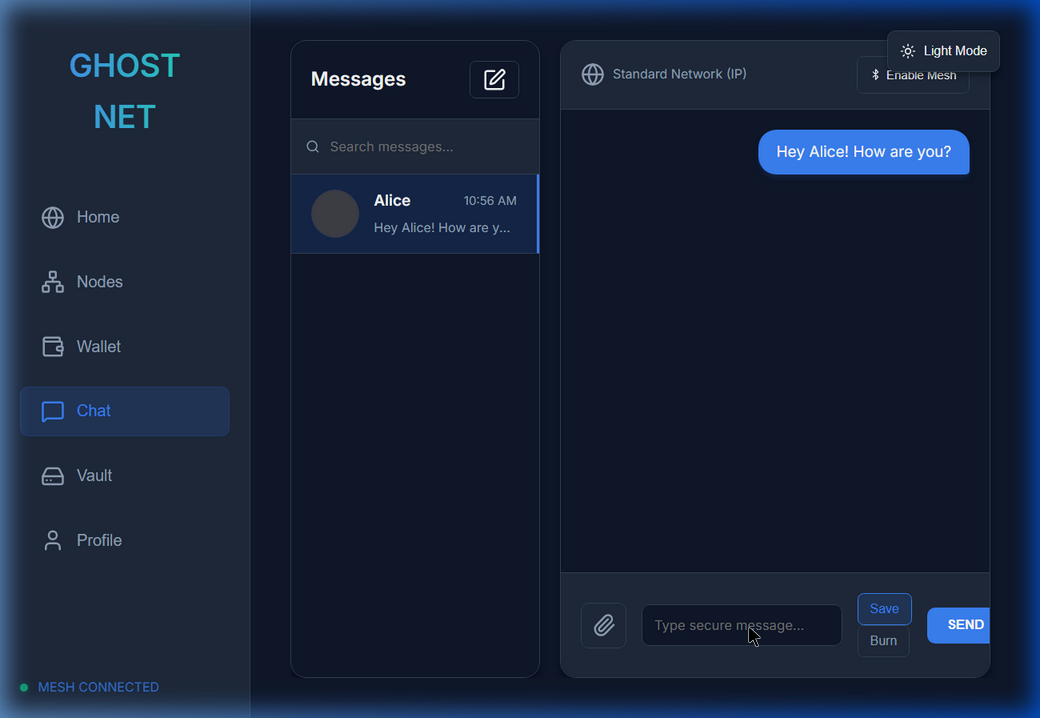 GHOST
NET
Home
Nodes
Wallet
Chat
Vault
Profile
MESH CONNECTED
Messages
Search messages...
Alice
10:56 AM
Hey Alice! How are y...
Standard Network (IP)
Light Mode
Enable Mesh
Hey Alice! How are you?
Type secure message...
Save
Burn
SEND